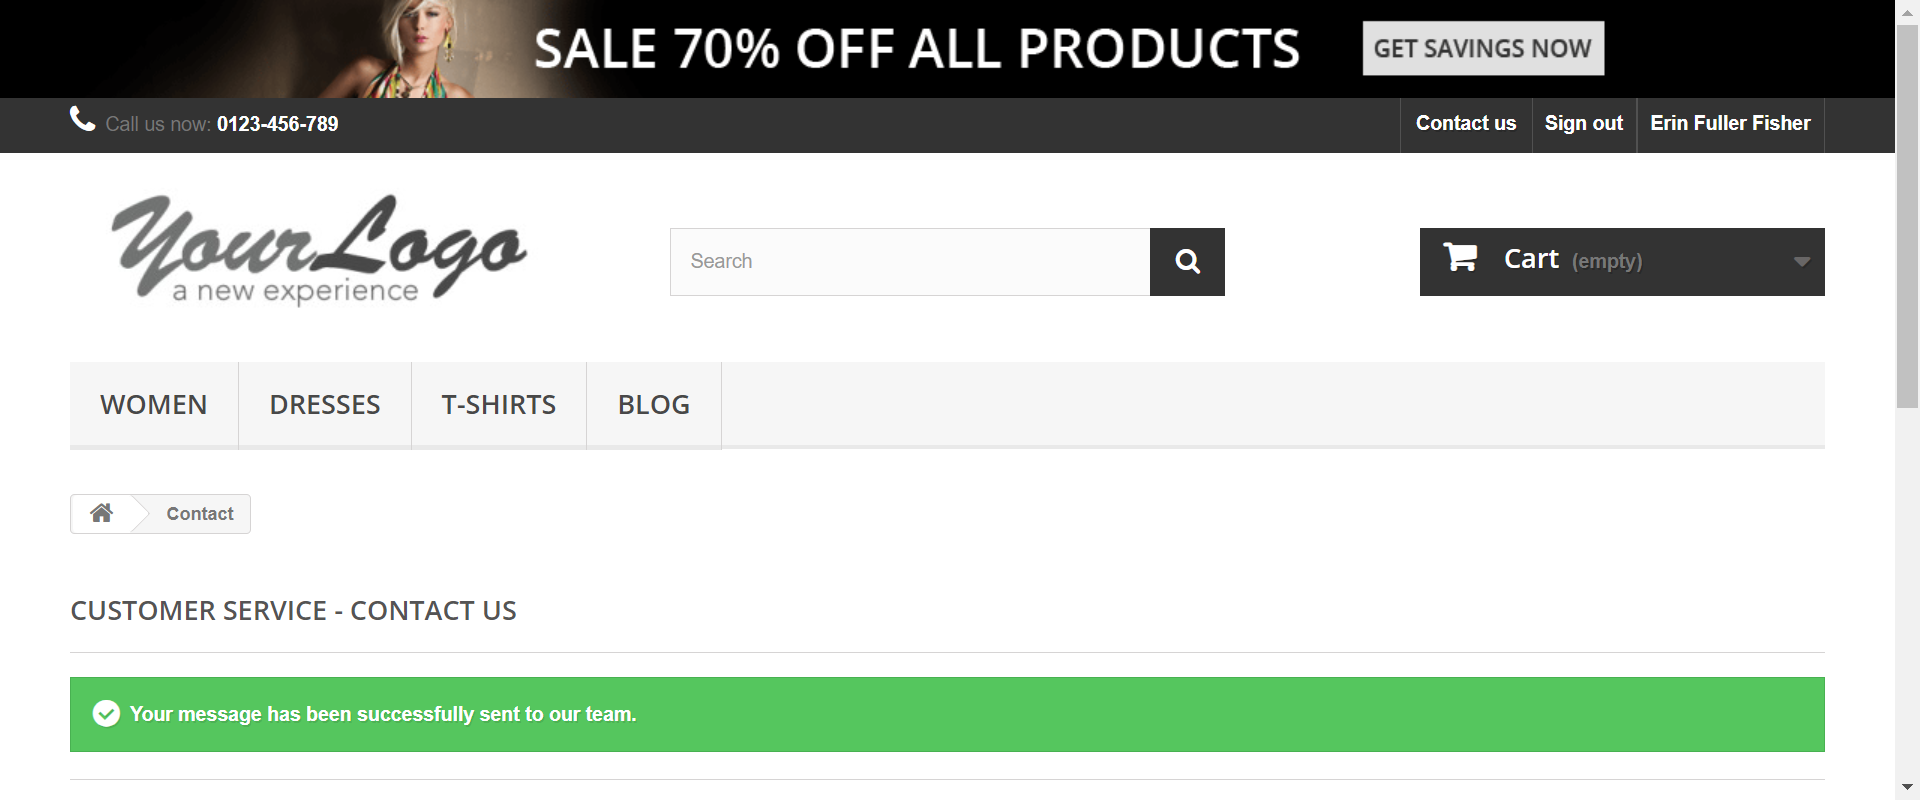 SALE 70% OFF ALL PRODUCTS
GET SAVINGS NOW
Call us now: 0123-456-789
Contact us
Sign out
Erin Fuller Fisher
Your Logo
a new experience
Search
Cart (empty)
WOMEN
DRESSES
T-SHIRTS
BLOG
Contact
CUSTOMER SERVICE - CONTACT US
Your message has been successfully sent to our team.